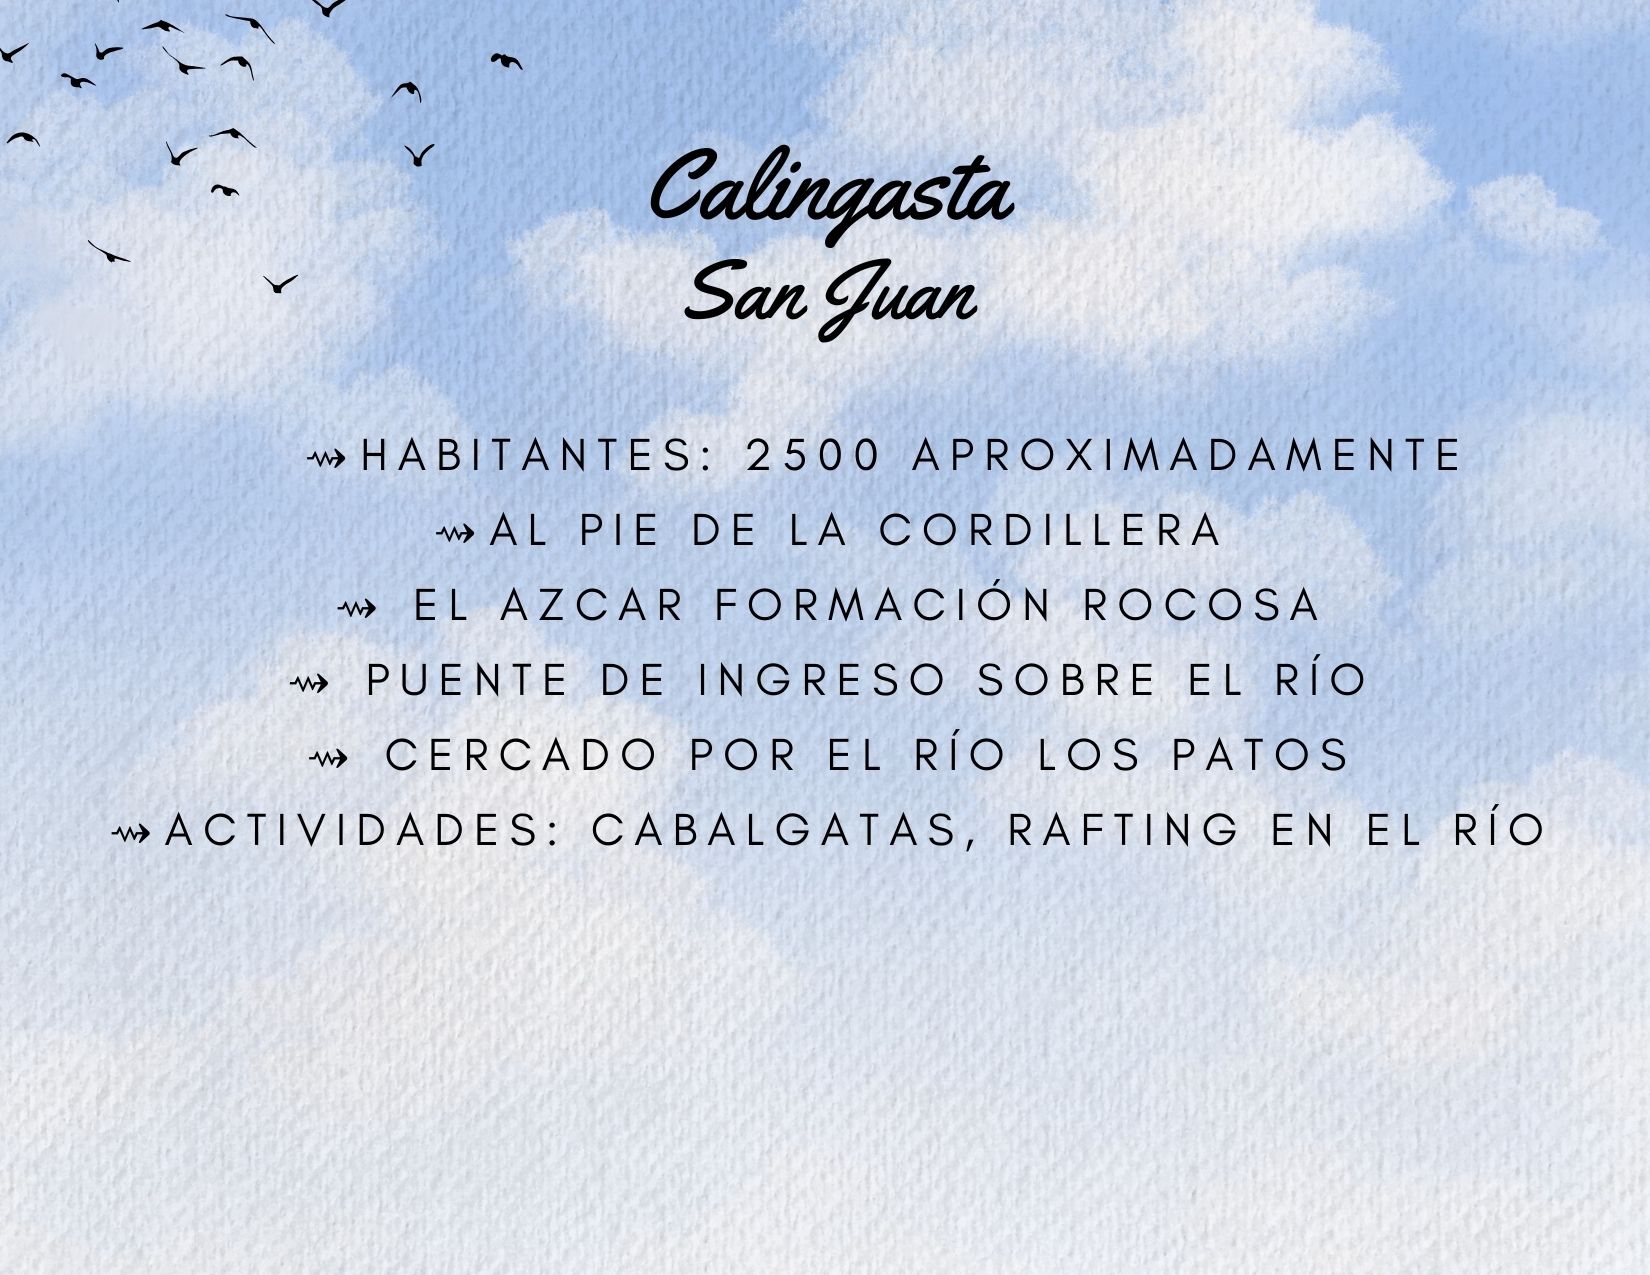 Calingasta
San Juan
⇝HABITANTES: 2500 APROXIMADAMENTE
⇝AL PIE DE LA CORDILLERA
⇝ EL AZCAR FORMACIÓN ROCOSA
⇝ PUENTE DE INGRESO SOBRE EL RÍO
⇝ CERCADO POR EL RÍO LOS PATOS
⇝ACTIVIDADES: CABALGATAS, RAFTING EN EL RÍO